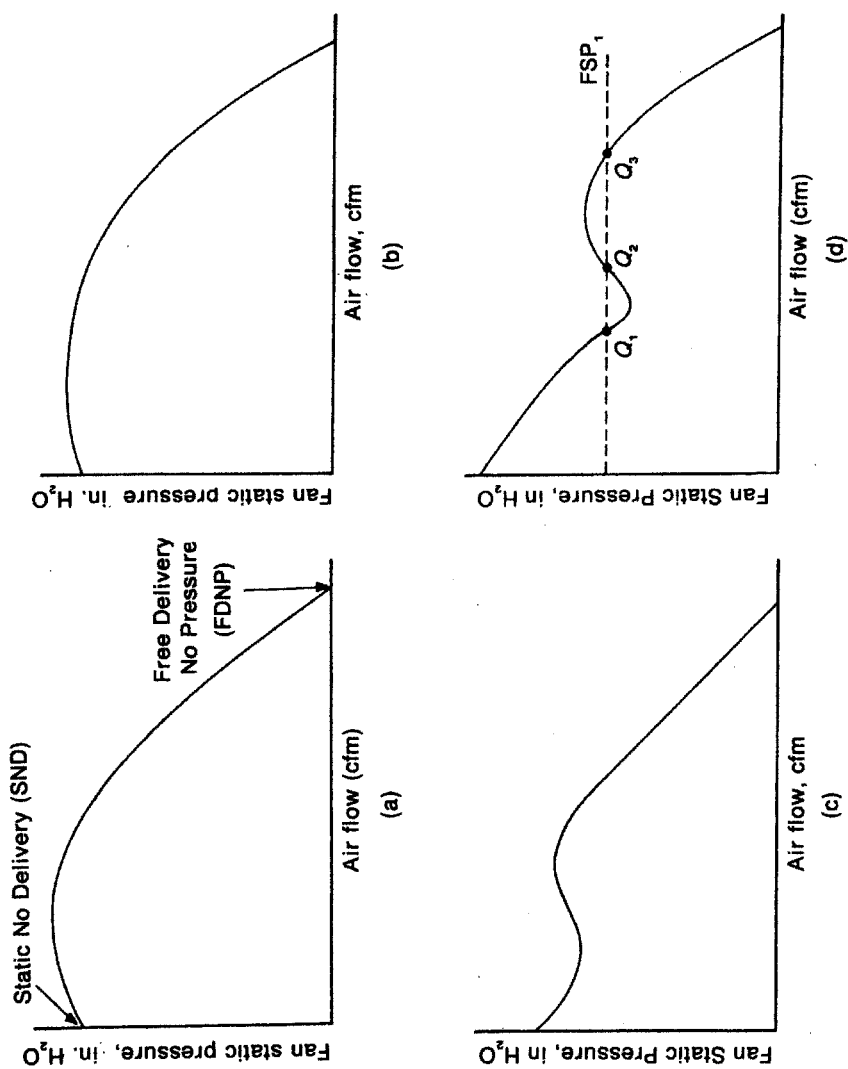 Fan static pressure, in. H₂O
Static No Delivery (SND)
Free Delivery
No Pressure
(FDNP)
Air flow (cfm)
(a)
Fan static pressure in. H₂O
Air flow, cfm
(b)
Fan Static Pressure, in H₂O
Air flow, cfm
(c)
Fan Static Pressure, in H₂O
FSP₁
Q₁
Q₂
Q₃
Air flow (cfm)
(d)